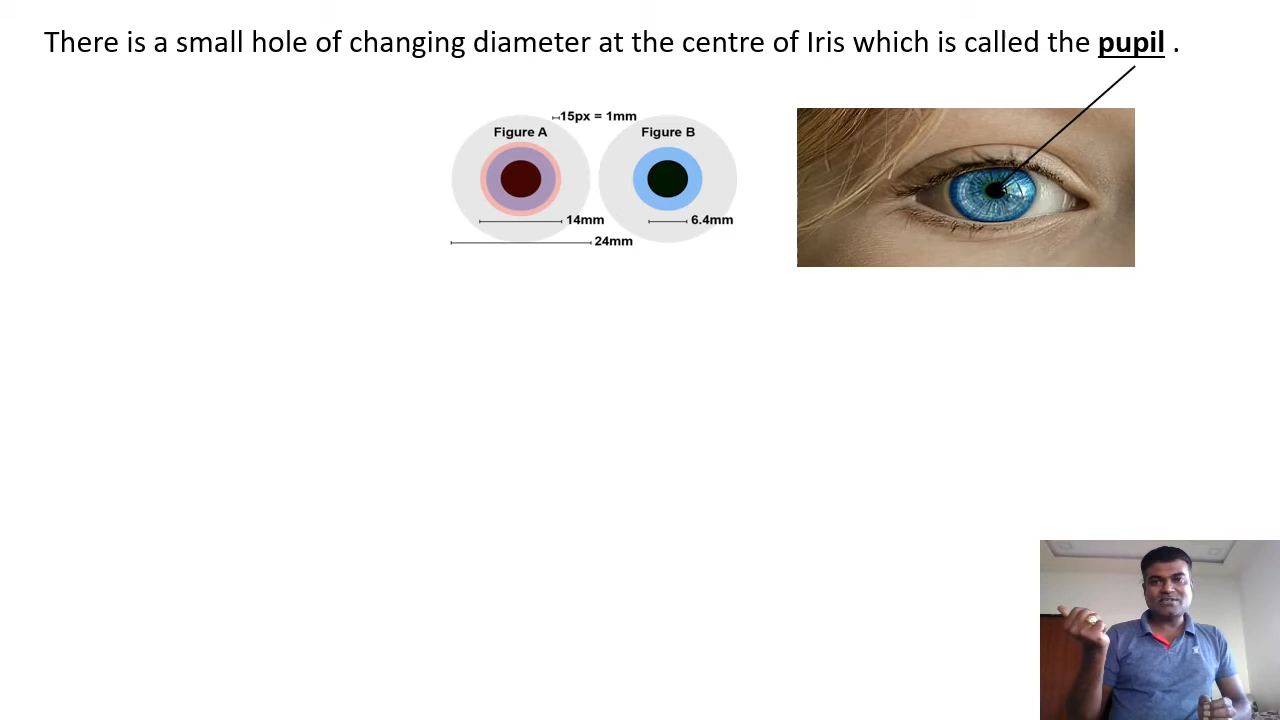 There is a small hole of changing diameter at the centre of Iris which is called the pupil .
15px = 1mm
Figure A
Figure B
14mm
6.4mm
24mm